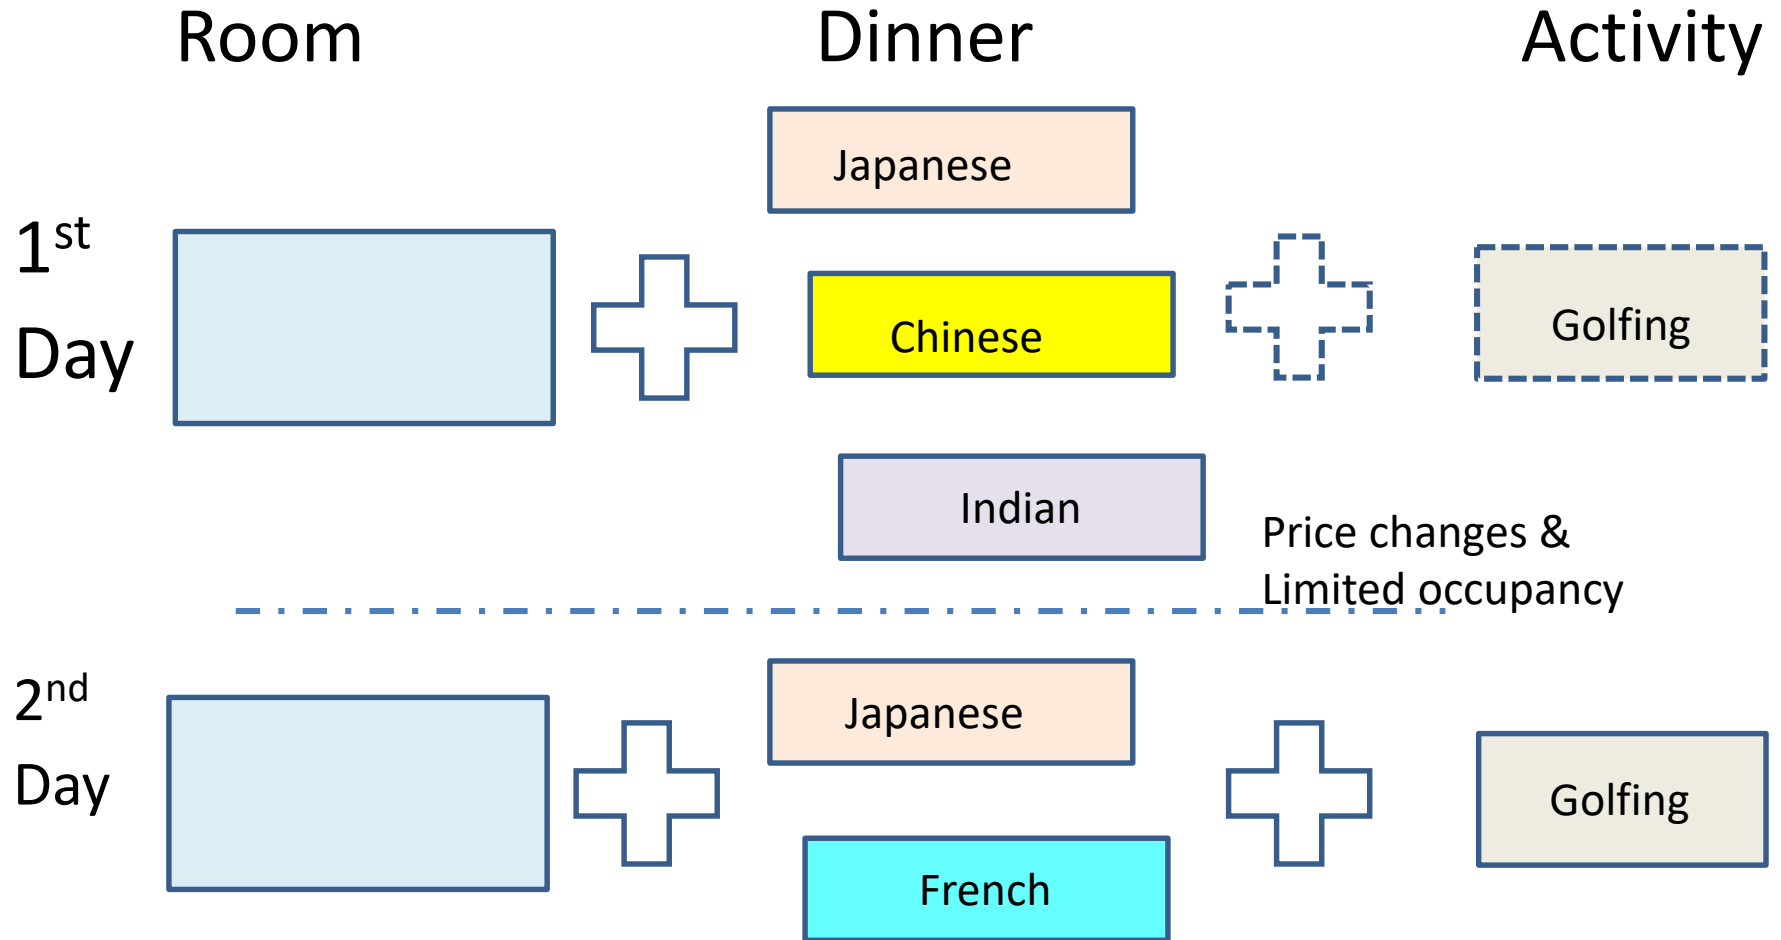 Room Dinner Activity
Japanese
1st
Day
Chinese
Golfing
Indian
Price changes &
Limited occupancy
2nd
Day
Japanese
Golfing
French